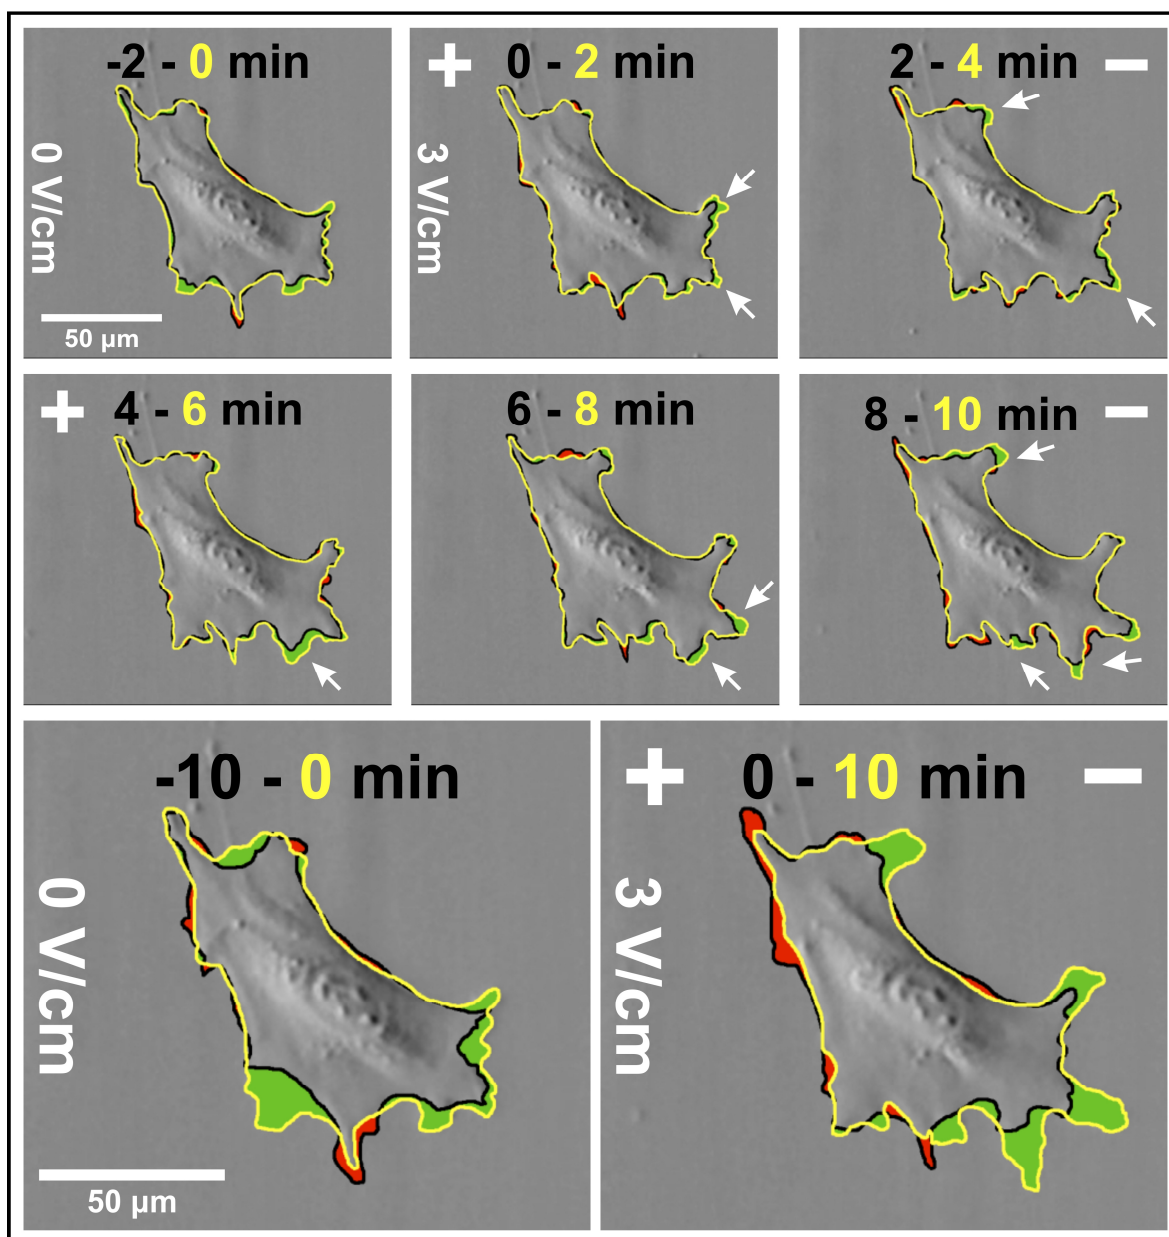 -2 - 0 min
0 V/cm
50 µm
+ 0 - 2 min
3 V/cm
2 - 4 min −
+ 4 - 6 min
6 - 8 min
8 - 10 min −
-10 - 0 min
0 V/cm
50 µm
+ 0 - 10 min −
3 V/cm